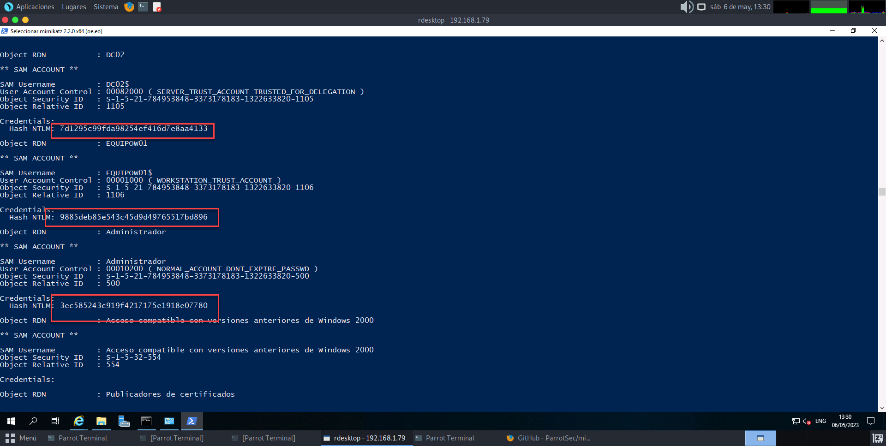 Aplicaciones Lugares Sistema
sáb 6 de may, 13:30
rdesktop - 192.168.1.79
Seleccionar mimikatz 2.2.0 x64 (oe.eo)
Object RDN : DC02
** SAM ACCOUNT **
SAM Username : DC02$
User Account Control : 00082000 ( SERVER_TRUST_ACCOUNT TRUSTED_FOR_DELEGATION )
Object Security ID : S-1-5-21-784953848-3373178183-1322633820-1105
Object Relative ID : 1105
Credentials:
Hash NTLM: 7d1295c99fda98254ef416d7e8aa4133
Object RDN : EQUIPOW01
** SAM ACCOUNT **
SAM Username : EQUIPOW01$
User Account Control : 00001000 ( WORKSTATION_TRUST_ACCOUNT )
Object Security ID : S-1-5-21-784953848-3373178183-1322633820-1106
Object Relative ID : 1106
Credentials:
Hash NTLM: 9885deb85e543c45d9d49765517bd896
Object RDN : Administrador
** SAM ACCOUNT **
SAM Username : Administrador
User Account Control : 00010200 ( NORMAL_ACCOUNT DONT_EXPIRE_PASSWD )
Object Security ID : S-1-5-21-784953848-3373178183-1322633820-500
Object Relative ID : 500
Credentials:
Hash NTLM: 3ec585243c919f4217175e1918e07780
Object RDN : Acceso compatible con versiones anteriores de Windows 2000
** SAM ACCOUNT **
SAM Username : Acceso compatible con versiones anteriores de Windows 2000
Object Security ID : S-1-5-32-554
Object Relative ID : 554
Credentials:
Object RDN : Publicadores de certificados
ENG
13:30
06/05/2023
Menú
Parrot Terminal
[Parrot Terminal]
[Parrot Terminal]
rdesktop - 192.168.1.79
Parrot Terminal
GitHub - ParrotSec/mi...